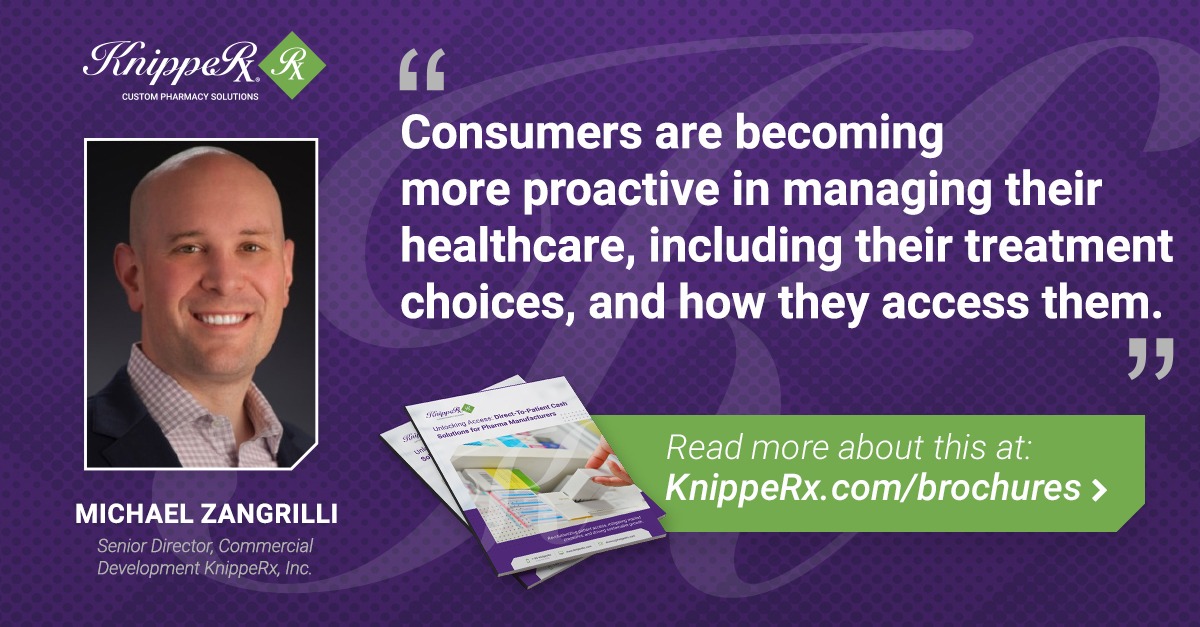 KnippeRx®
Rx
CUSTOM PHARMACY SOLUTIONS
“
Consumers are becoming
more proactive in managing their
healthcare, including their treatment
choices, and how they access them.
”
MICHAEL ZANGRILLI
Senior Director, Commercial
Development KnippeRx, Inc.
KnippeRx
Unlocking Access: Direct-To-Patient Cash
Solutions for Pharma Manufacturers
Read more about this at:
KnippeRx.com/brochures